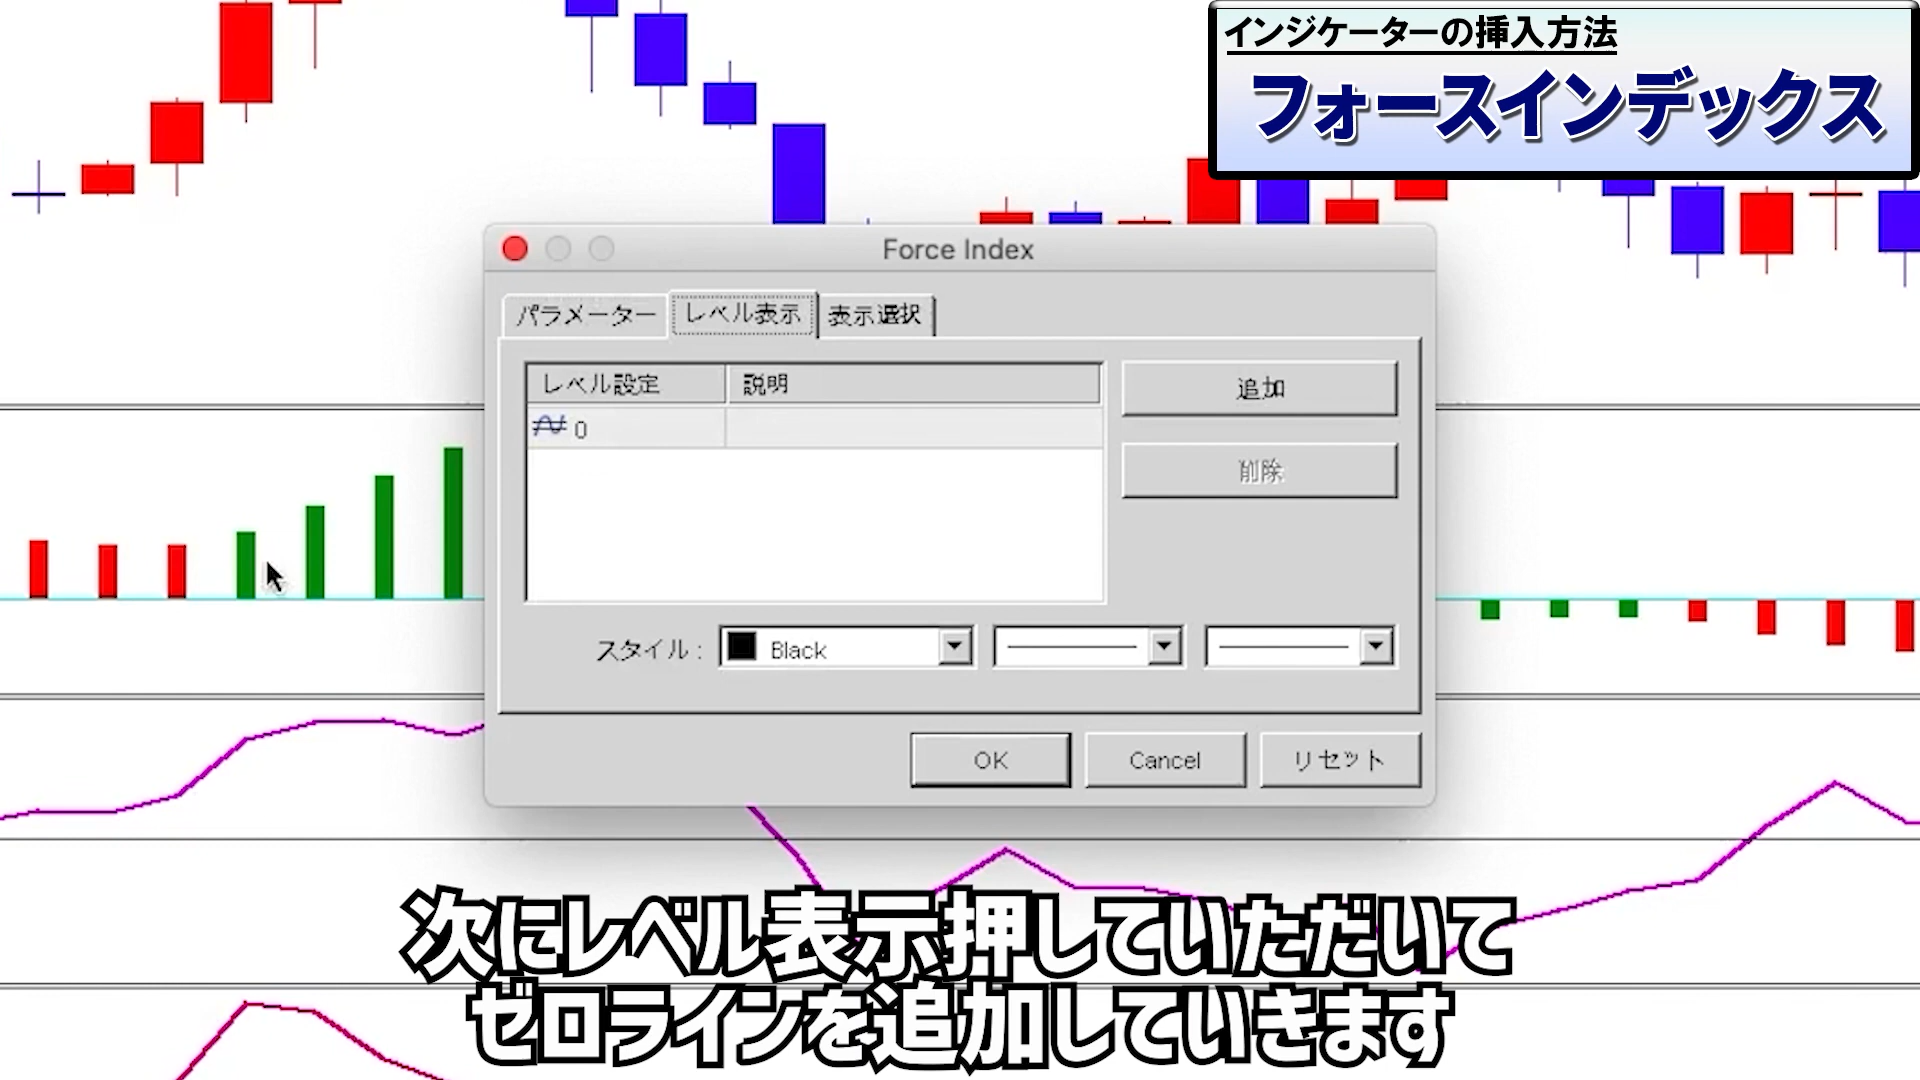 インジケーターの挿入方法
フォースインデックス
Force Index
パラメーター レベル表示 表示選択
レベル設定 説明
0
追加
削除
スタイル : Black
OK Cancel リセット
次にレベル表示押していただいて
ゼロラインを追加していきます